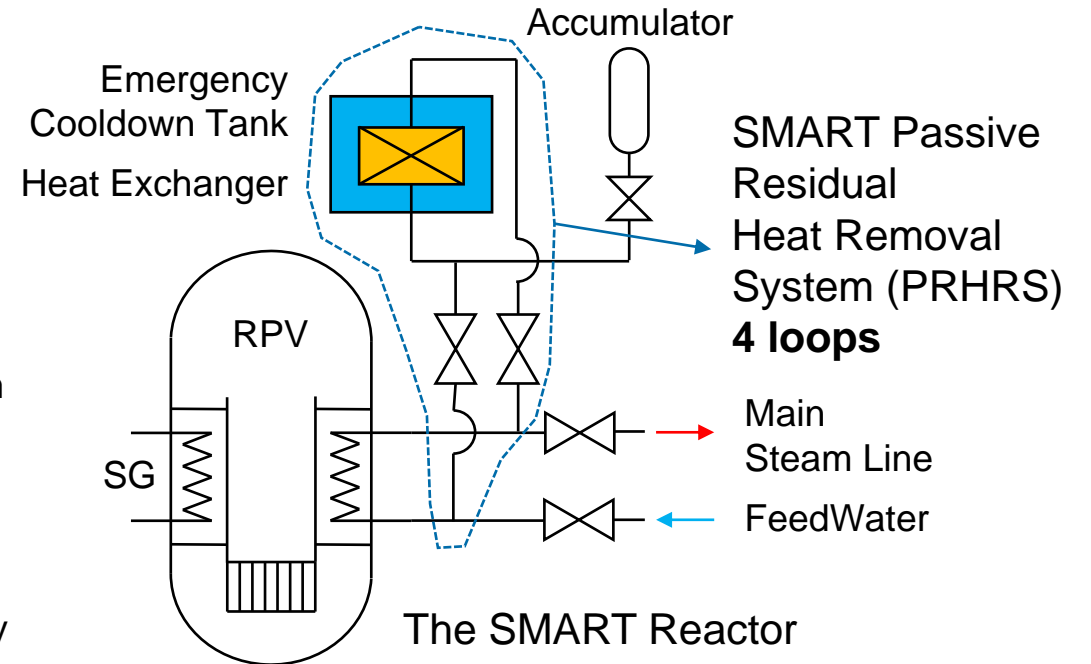 Accumulator
Emergency
Cooldown Tank
Heat Exchanger
SMART Passive
Residual
Heat Removal
System (PRHRS)
4 loops
RPV
SG
Main
Steam Line
FeedWater
The SMART Reactor